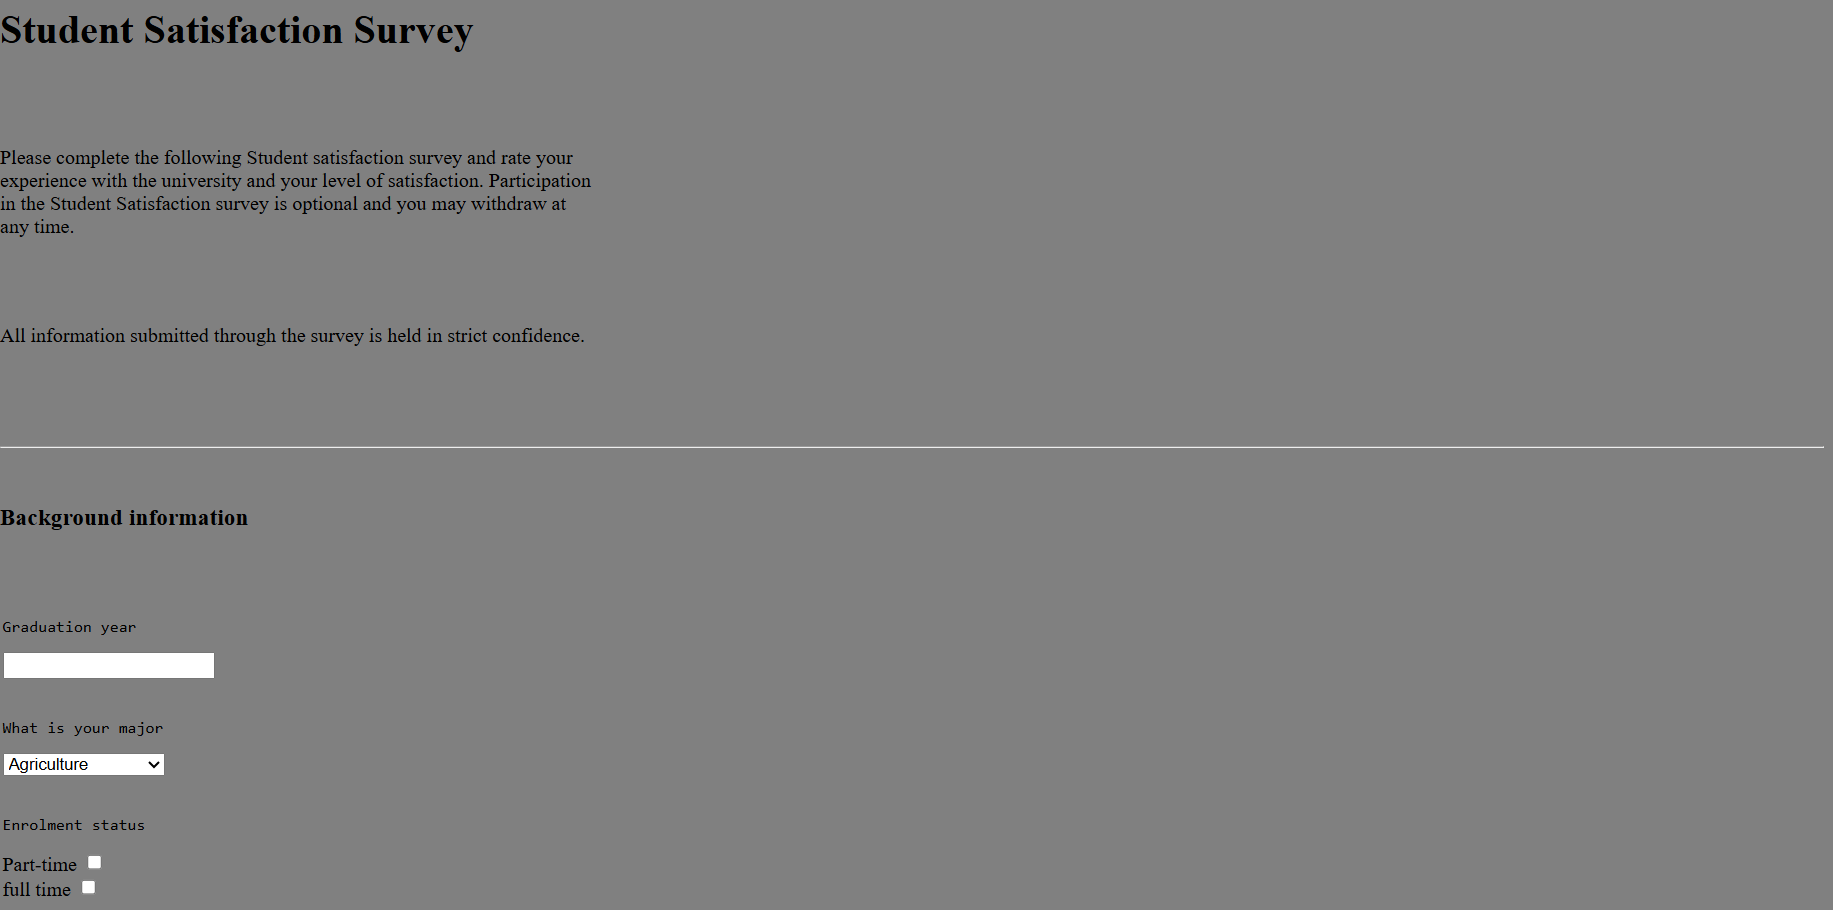 Student Satisfaction Survey
Please complete the following Student satisfaction survey and rate your
experience with the university and your level of satisfaction. Participation
in the Student Satisfaction survey is optional and you may withdraw at
any time.
All information submitted through the survey is held in strict confidence.
Background information
Graduation year
What is your major
Agriculture
Enrolment status
Part-time
full time